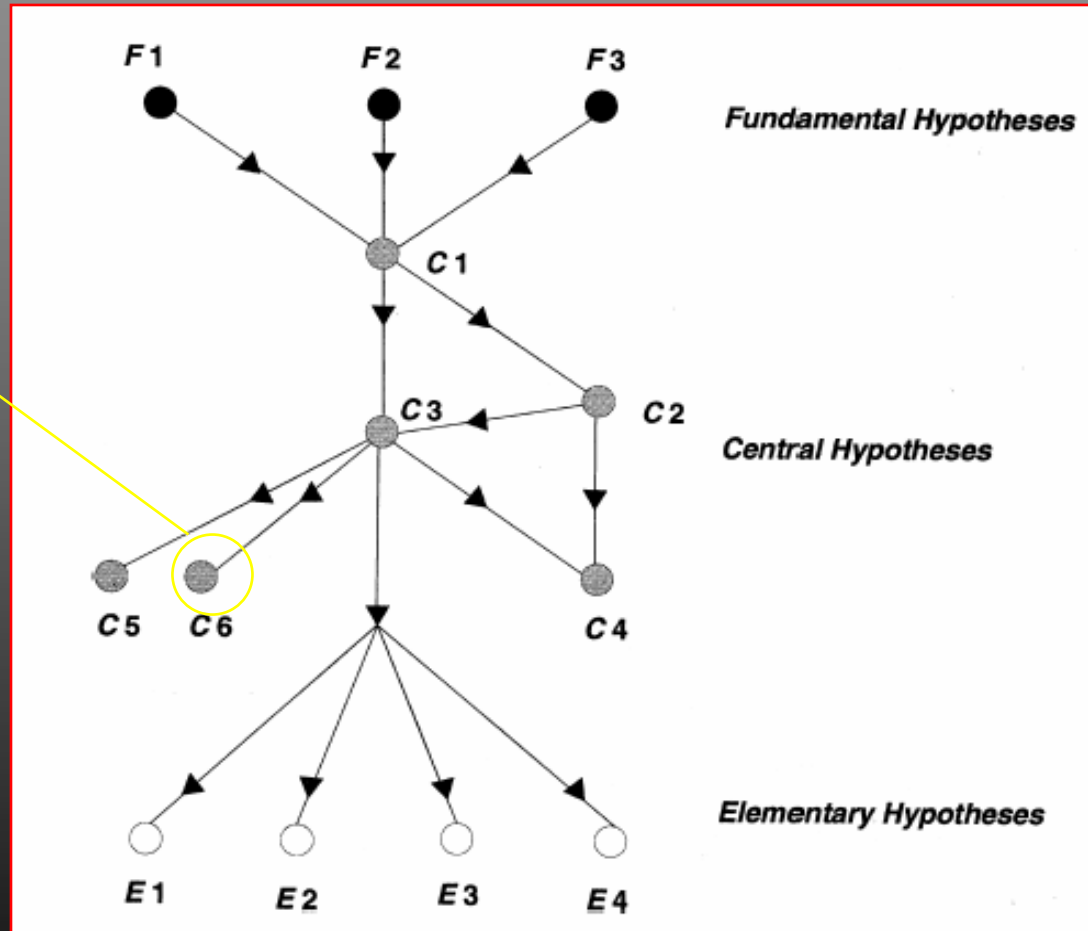 F1
F2
F3
Fundamental Hypotheses
C1
C3
C2
Central Hypotheses
C5
C6
C4
Elementary Hypotheses
E1
E2
E3
E4